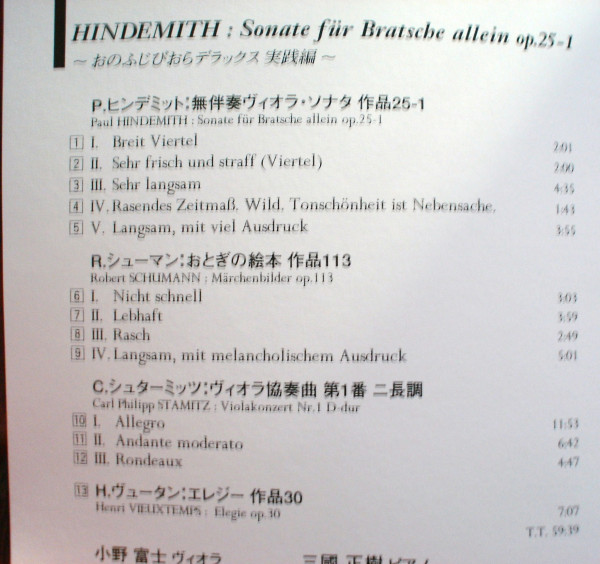 HINDEMITH : Sonate für Bratsche allein op.25-1
～ おのふじびおらデラックス 実践編 ～
P.ヒンデミット:無伴奏ヴィオラ・ソナタ 作品25-1
Paul HINDEMITH : Sonate für Bratsche allein op.25-1
1 I. Breit Viertel 2:01
2 II. Sehr frisch und straff (Viertel) 2:00
3 III. Sehr langsam 4:35
4 IV. Rasendes Zeitmaß. Wild. Tonschönheit ist Nebensache. 1:43
5 V. Langsam, mit viel Ausdruck 3:55
R.シューマン:おとぎの絵本 作品113
Robert SCHUMANN : Märchenbilder op.113
6 I. Nicht schnell 3:03
7 II. Lebhaft 3:59
8 III. Rasch 2:49
9 IV. Langsam, mit melancholischem Ausdruck 5:01
C.シュターミッツ:ヴィオラ協奏曲 第1番 ニ長調
Carl Philipp STAMITZ : Violakonzert Nr.1 D-dur
10 I. Allegro 11:53
11 II. Andante moderato 6:42
12 III. Rondeaux 4:47
13 H.ヴュータン:エレジー 作品30
Henri VIEUXTEMPS : Elegie op.30 7:07
T.T. 59:39
小野 富士 ヴィオラ 三國 正樹 ピアノ